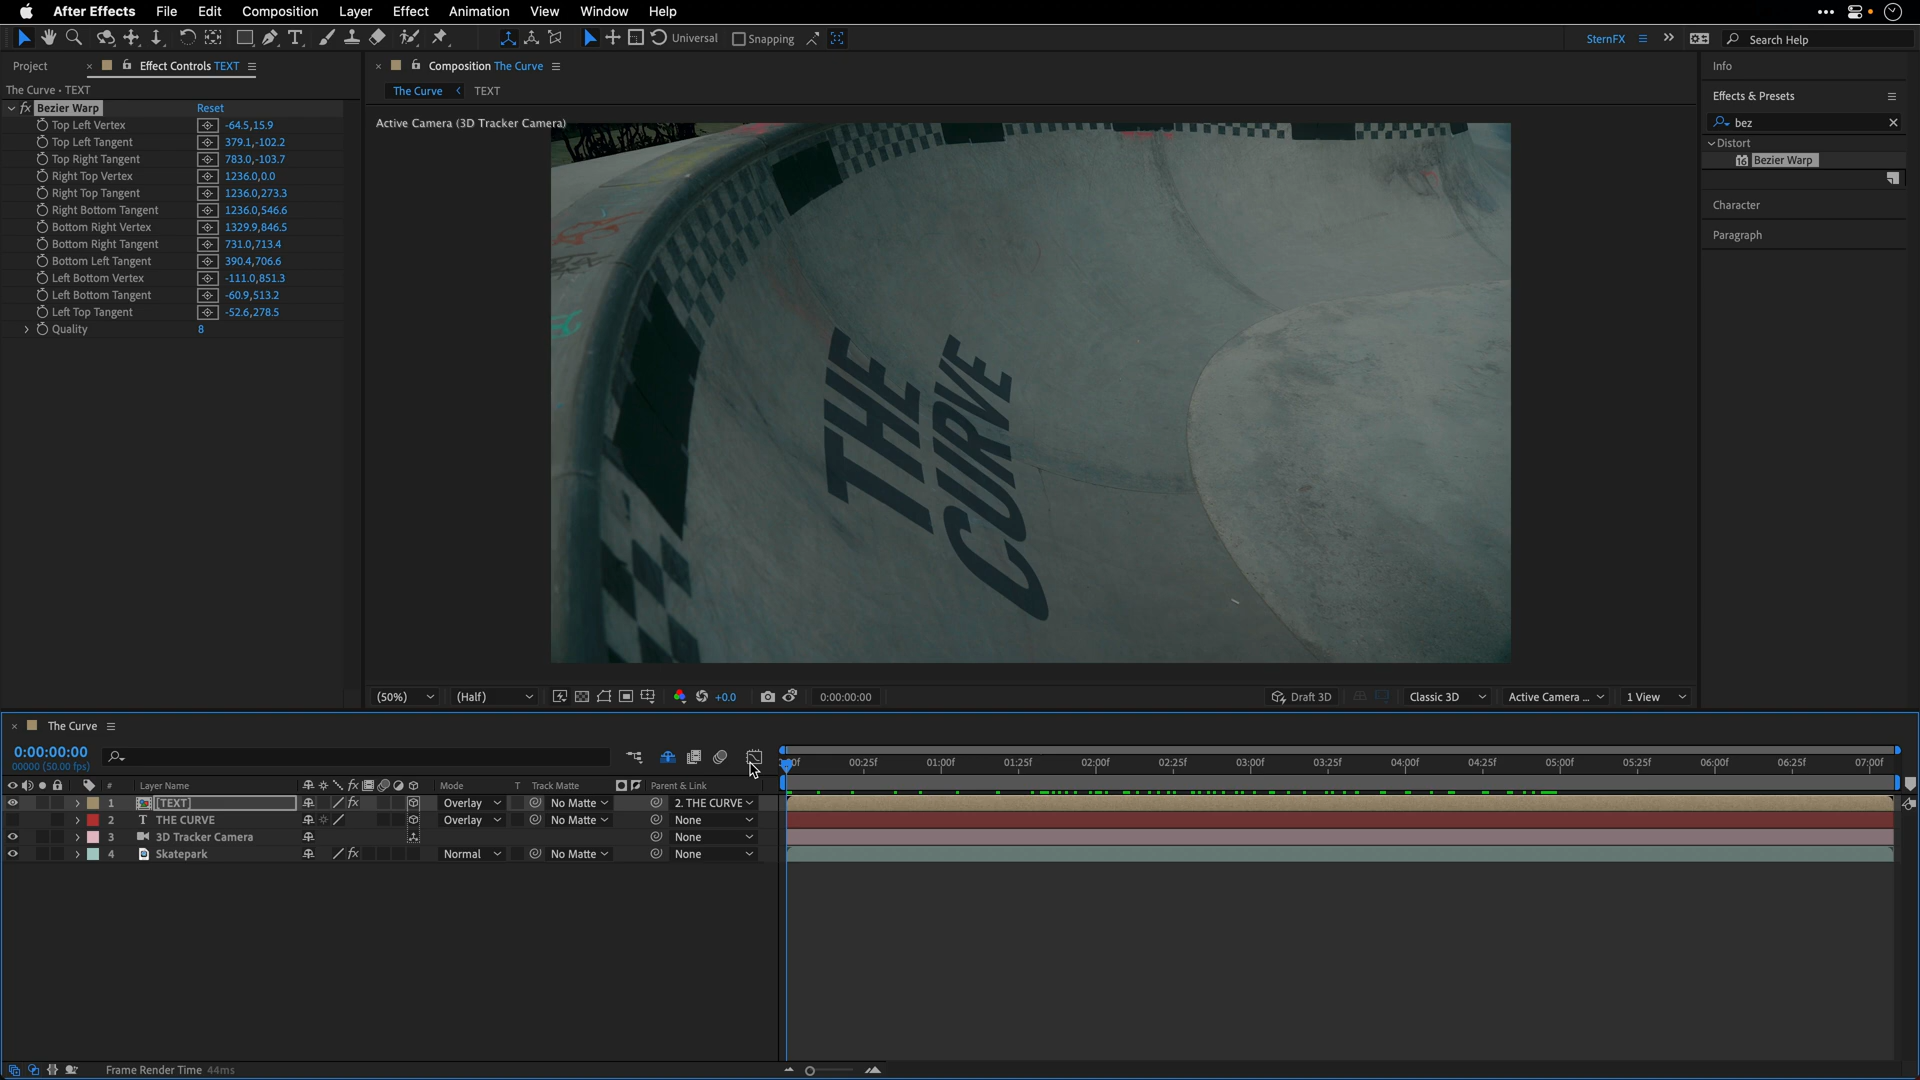 After Effects File Edit Composition Layer Effect Animation View Window Help
Universal Snapping SternFX Search Help
Project Effect Controls TEXT
Composition The Curve
Info
The Curve • TEXT
The Curve TEXT
Effects & Presets
fx Bezier Warp Reset
Active Camera (3D Tracker Camera)
bez
Top Left Vertex -64.5,15.9
Top Left Tangent 379.1,-102.2
Distort
Top Right Tangent 783.0,-103.7
Bezier Warp
Right Top Vertex 1236.0,0.0
Right Top Tangent 1236.0,273.3
Character
Right Bottom Tangent 1236.0,546.6
Bottom Right Vertex 1329.9,846.5
Paragraph
Bottom Right Tangent 731.0,713.4
Bottom Left Tangent 390.4,706.6
Left Bottom Vertex -111.0,851.3
Left Bottom Tangent -60.9,513.2
Left Top Tangent -52.6,278.5
Quality 8
THE
CURVE
(50%) (Half) +0.0 0:00:00:00 Draft 3D Classic 3D Active Camera ... 1 View
The Curve
0:00:00:00
00000 (50.00 fps)
00:25f 01:00f 01:25f 02:00f 02:25f 03:00f 03:25f 04:00f 04:25f 05:00f 05:25f 06:00f 06:25f 07:00f
# Layer Name fx Mode T Track Matte Parent & Link
1 [TEXT] fx Overlay No Matte 2. THE CURVE
2 T THE CURVE Overlay No Matte None
3 3D Tracker Camera None
4 Skatepark fx Normal No Matte None
Frame Render Time 44ms